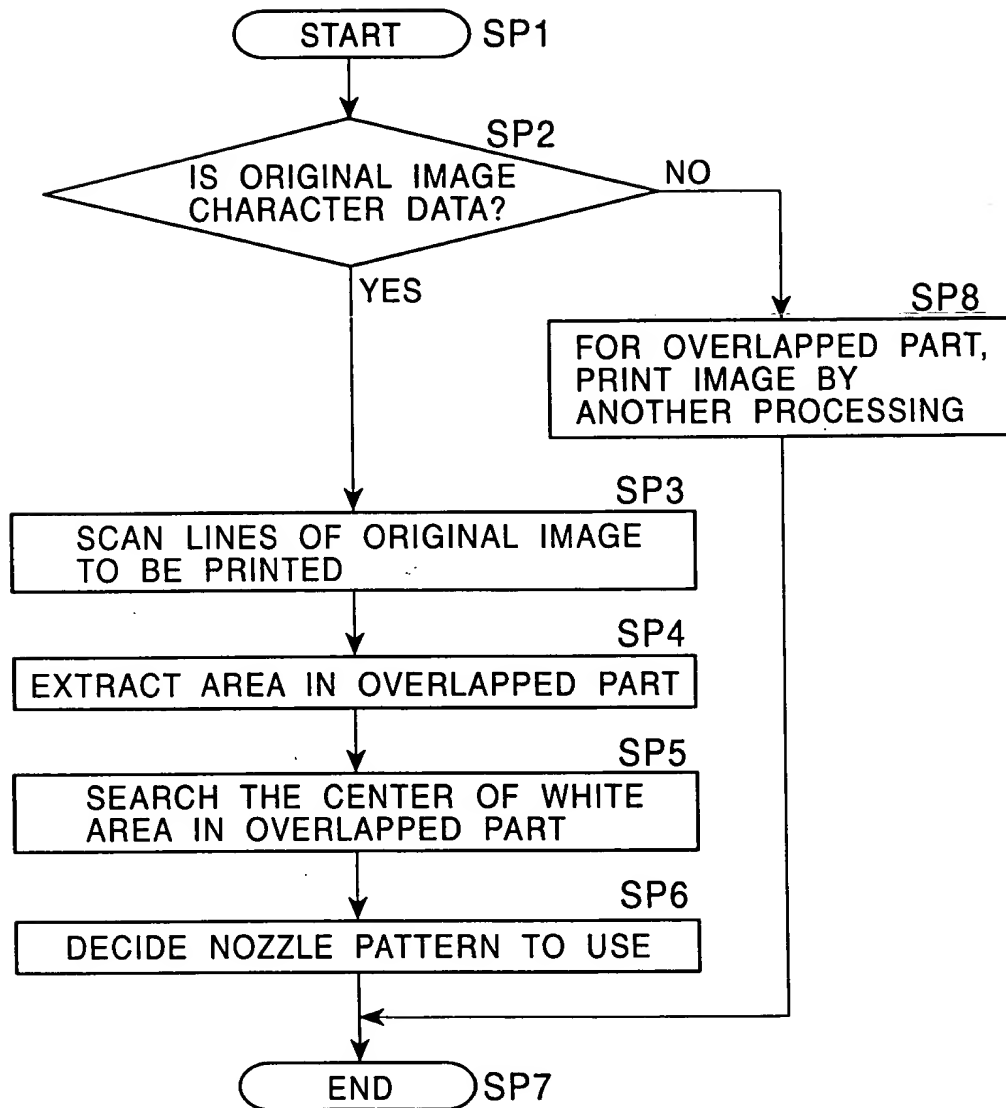 START
SP1
SP2
IS ORIGINAL IMAGE
CHARACTER DATA?
NO
YES
SP8
FOR OVERLAPPED PART,
PRINT IMAGE BY
ANOTHER PROCESSING
SP3
SCAN LINES OF ORIGINAL IMAGE
TO BE PRINTED
SP4
EXTRACT AREA IN OVERLAPPED PART
SP5
SEARCH THE CENTER OF WHITE
AREA IN OVERLAPPED PART
SP6
DECIDE NOZZLE PATTERN TO USE
END
SP7